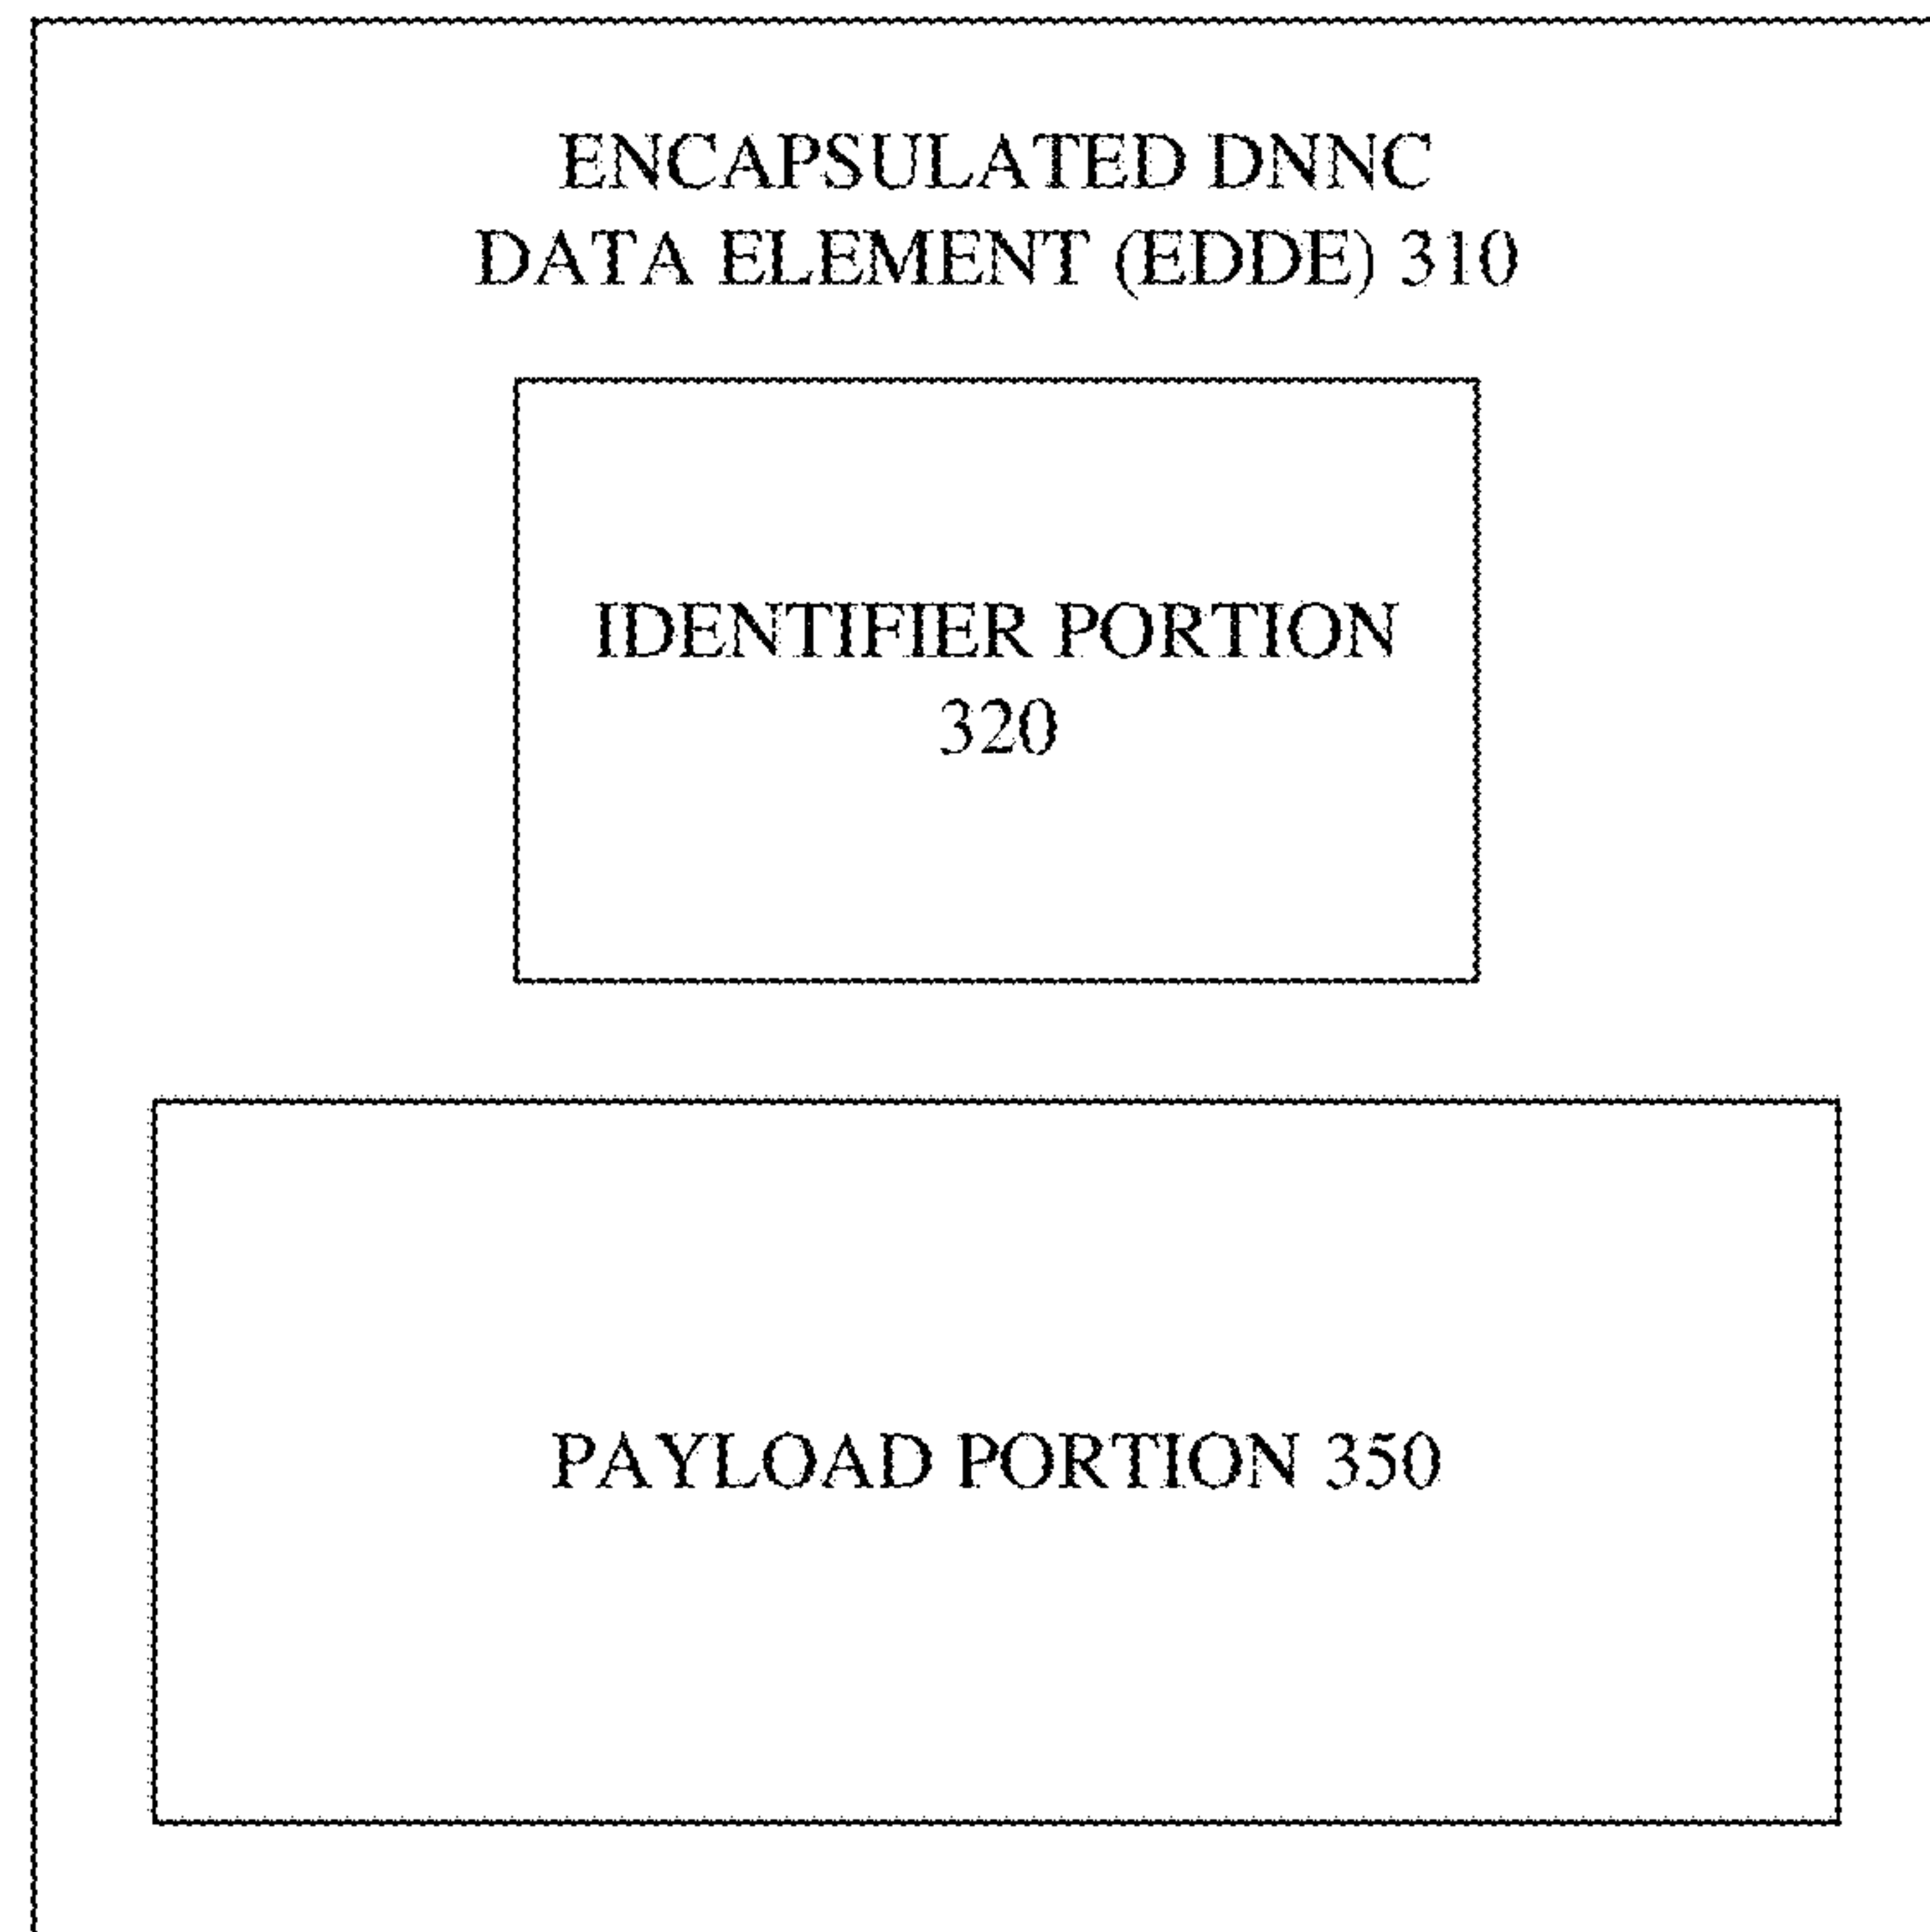 ENCAPSULATED DNNC
DATA ELEMENT (EDDE) 310
IDENTIFIER PORTION
320
PAYLOAD PORTION 350